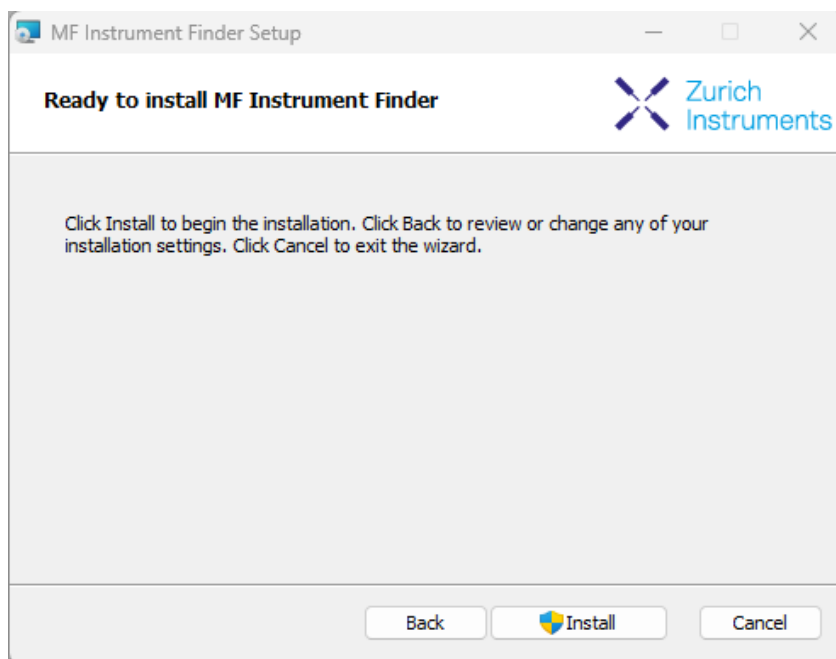 MF Instrument Finder Setup
Ready to install MF Instrument Finder
Zurich
Instruments
Click Install to begin the installation. Click Back to review or change any of your
installation settings. Click Cancel to exit the wizard.
Back
Install
Cancel